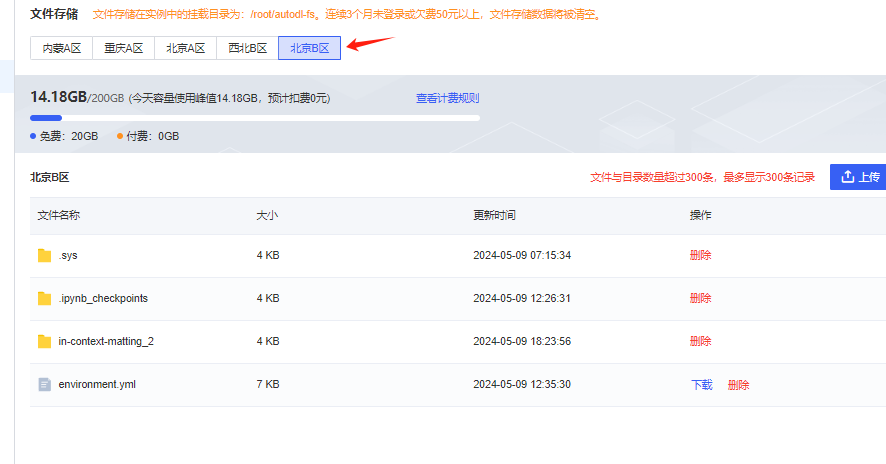 文件存储 文件存储在实例中的挂载目录为：/root/autodl-fs。连续3个月未登录或欠费50元以上，文件存储数据将被清空。
内蒙A区 重庆A区 北京A区 西北B区 北京B区
14.18GB/200GB (今天容量使用峰值14.18GB，预计扣费0元) 查看计费规则
免费：20GB 付费：0GB
北京B区 文件与目录数量超过300条，最多显示300条记录 上传
文件名称 大小 更新时间 操作
.sys 4 KB 2024-05-09 07:15:34 删除
.ipynb_checkpoints 4 KB 2024-05-09 12:26:31 删除
in-context-matting_2 4 KB 2024-05-09 18:23:56 删除
environment.yml 7 KB 2024-05-09 12:35:30 下载 删除